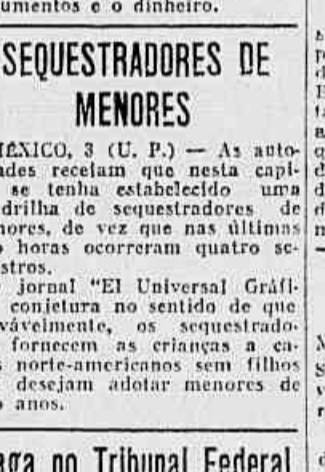 umentos e o dinheiro.
SEQUESTRADORES DE
MENORES
MÉXICO, 3 (U. P.) — As auto-
ades receiam que nesta capi-
se tenha estabelecido uma
drilha de sequestradores de
nores, de vez que nas últimas
horas ocorreram quatro se-
stros.
jornal "El Universal Gráfi-
conjetura no sentido de que
vàvelmente, os sequestrado-
fornecem as crianças a ca-
s norte-americanos sem filhos
desejam adotar menores de
anos.
aga no Tribunal Federal